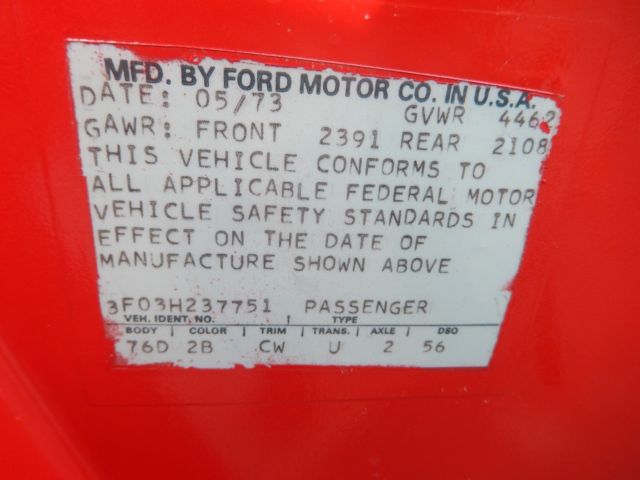 MFD. BY FORD MOTOR CO. IN U.S.A.
DATE: 05/73 GVWR 4462
GAWR: FRONT 2391 REAR 2108
THIS VEHICLE CONFORMS TO
ALL APPLICABLE FEDERAL MOTOR
VEHICLE SAFETY STANDARDS IN
EFFECT ON THE DATE OF
MANUFACTURE SHOWN ABOVE
3F03H237751 PASSENGER
VEH. IDENT. NO. TYPE
BODY | COLOR | TRIM | TRANS. | AXLE | DSO
76D 2B CW U 2 56